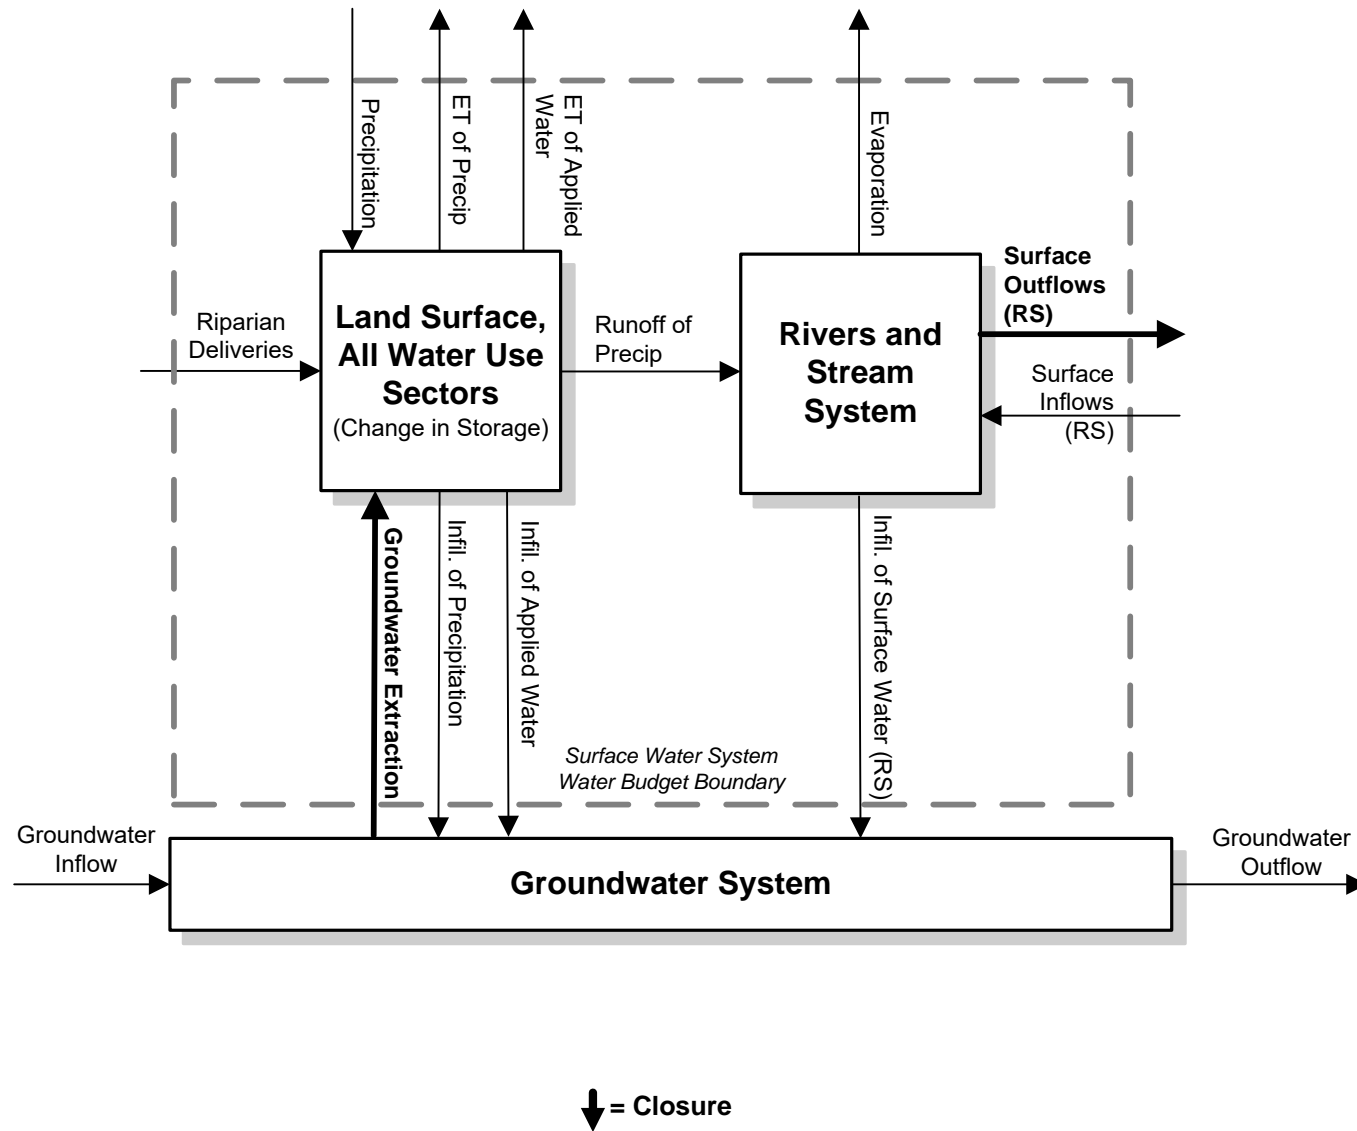 Precipitation
ET of Precip
ET of Applied
Water
Evaporation
Riparian
Deliveries
Land Surface,
All Water Use
Sectors
(Change in Storage)
Runoff of
Precip
Rivers and
Stream
System
Surface
Outflows
(RS)
Surface
Inflows
(RS)
Groundwater Extraction
Infil. of Precipitation
Infil. of Applied Water
Infil. of Surface Water (RS)
Surface Water System
Water Budget Boundary
Groundwater
Inflow
Groundwater System
Groundwater
Outflow
= Closure